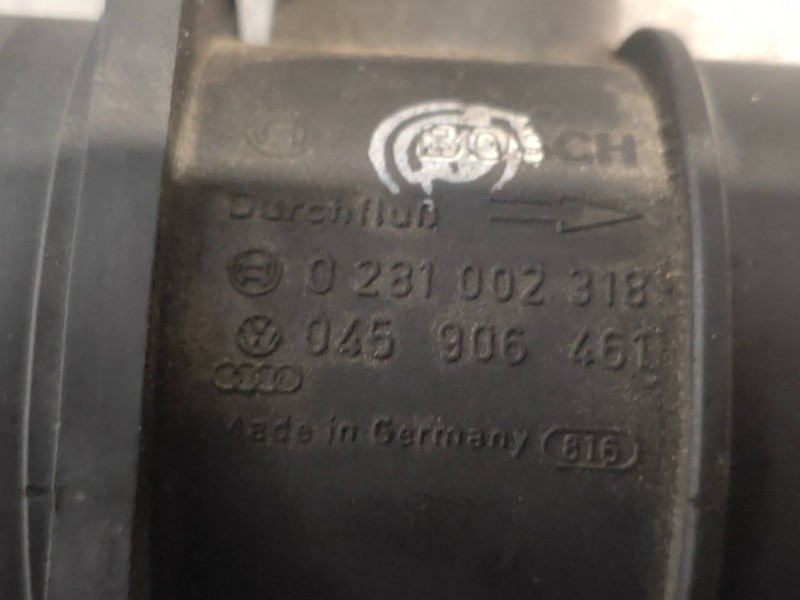 BOSCH
Durchfluß
0 281 002 318
045 906 461
Made in Germany 816